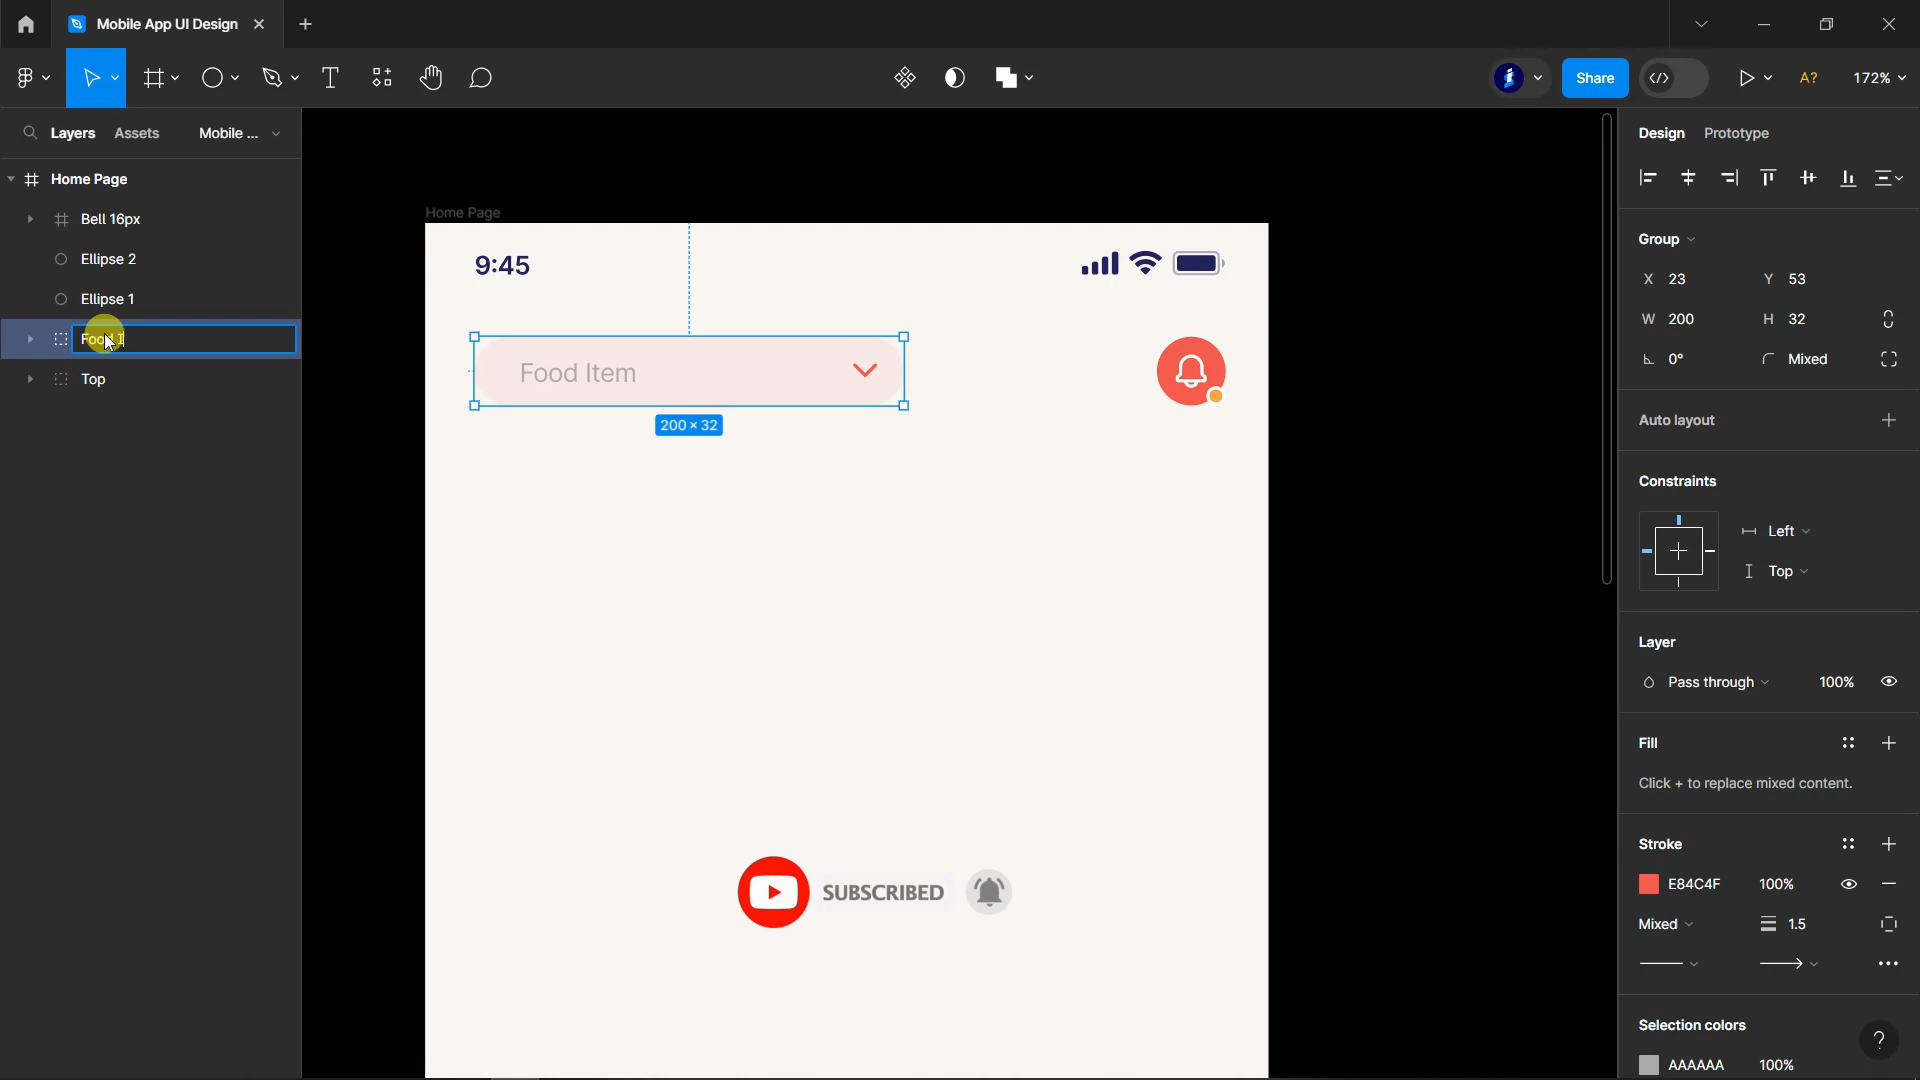 Mobile App UI Design
Share
A?
172%
Layers
Assets
Mobile ...
Design
Prototype
Home Page
Bell 16px
Ellipse 2
Ellipse 1
Food I
Top
Home Page
9:45
Food Item
200 × 32
SUBSCRIBED
Group
X 23
Y 53
W 200
H 32
0°
Mixed
Auto layout
Constraints
Left
Top
Layer
Pass through
100%
Fill
Click + to replace mixed content.
Stroke
E84C4F
100%
Mixed
1.5
Selection colors
AAAAAA
100%
?